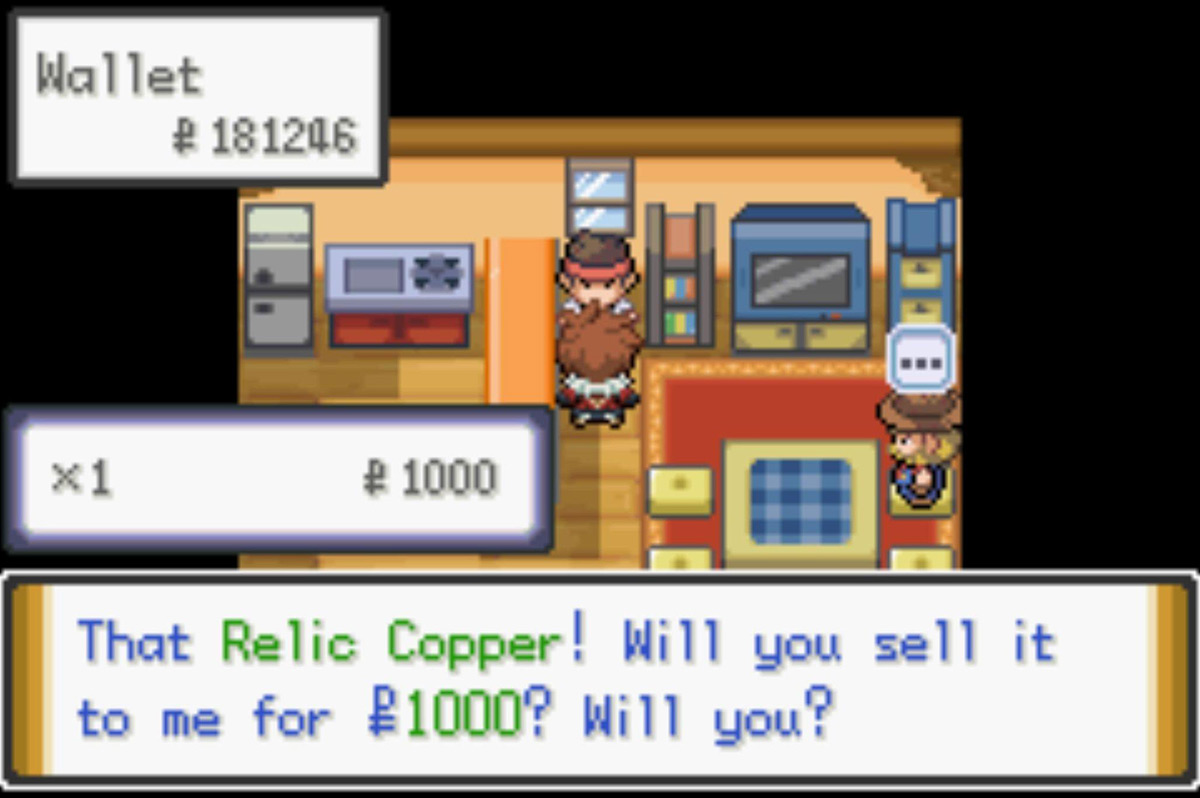 Wallet
₽ 181246
×1 ₽ 1000
...
That Relic Copper! Will you sell it
to me for ₽1000? Will you?